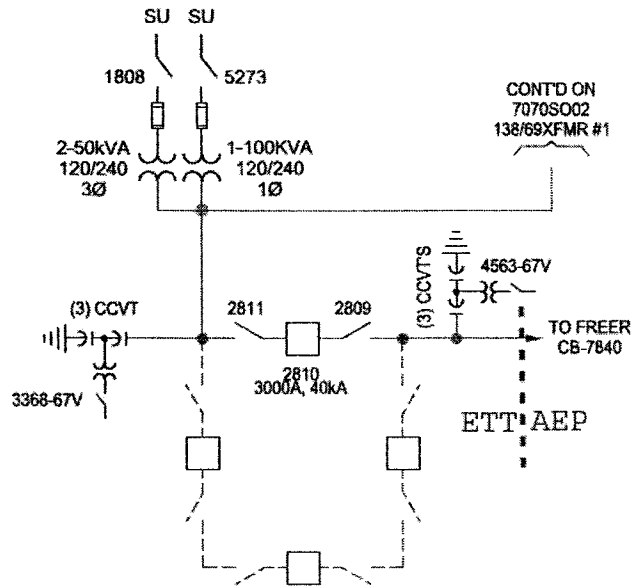 SU SU
1808 5273
2-50kVA
120/240
3Ø
1-100KVA
120/240
1Ø
CONT'D ON
7070SO02
138/69XFMR #1
(3) CCVT'S
4563-67V
(3) CCVT
2811 2809
TO FREER
CB-7840
2810
3000A, 40kA
3368-67V
ETT AEP